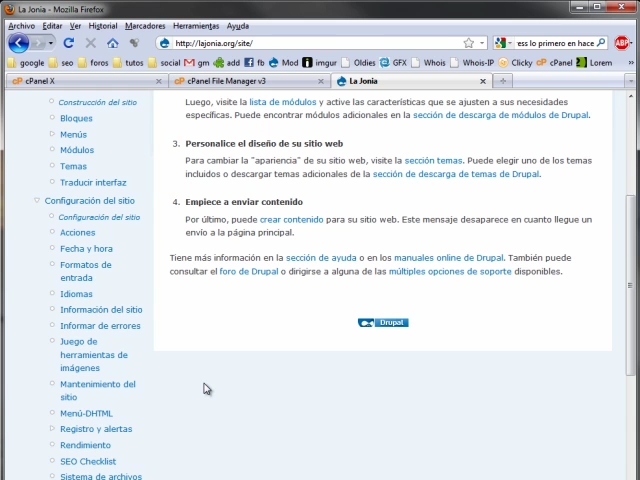 La Jonia - Mozilla Firefox
Archivo Editar Ver Historial Marcadores Herramientas Ayuda
http://lajonia.org/site/
ress lo primero en hace
ABP
google seo foros tutos social gm add fb mod imgur Oldies GFX Whois Whois-IP Clicky cPanel Lorem »
cPanel X
cPanel File Manager v3
La Jonia
Construcción del sitio
Bloques
Menús
Módulos
Temas
Traducir interfaz
Configuración del sitio
Configuración del sitio
Acciones
Fecha y hora
Formatos de
entrada
Idiomas
Información del sitio
Informar de errores
Juego de
herramientas de
imágenes
Mantenimiento del
sitio
Menú-DHTML
Registro y alertas
Rendimiento
SEO Checklist
Sistema de archivos
Luego, visite la lista de módulos y active las características que se ajusten a sus necesidades
específicas. Puede encontrar módulos adicionales en la sección de descarga de módulos de Drupal.
3. Personalice el diseño de su sitio web
Para cambiar la "apariencia" de su sitio web, visite la sección temas. Puede elegir uno de los temas
incluidos o descargar temas adicionales de la sección de descarga de temas de Drupal.
4. Empiece a enviar contenido
Por último, puede crear contenido para su sitio web. Este mensaje desaparece en cuanto llegue un
envío a la página principal.
Tiene más información en la sección de ayuda o en los manuales online de Drupal. También puede
consultar el foro de Drupal o dirigirse a alguna de las múltiples opciones de soporte disponibles.
Drupal